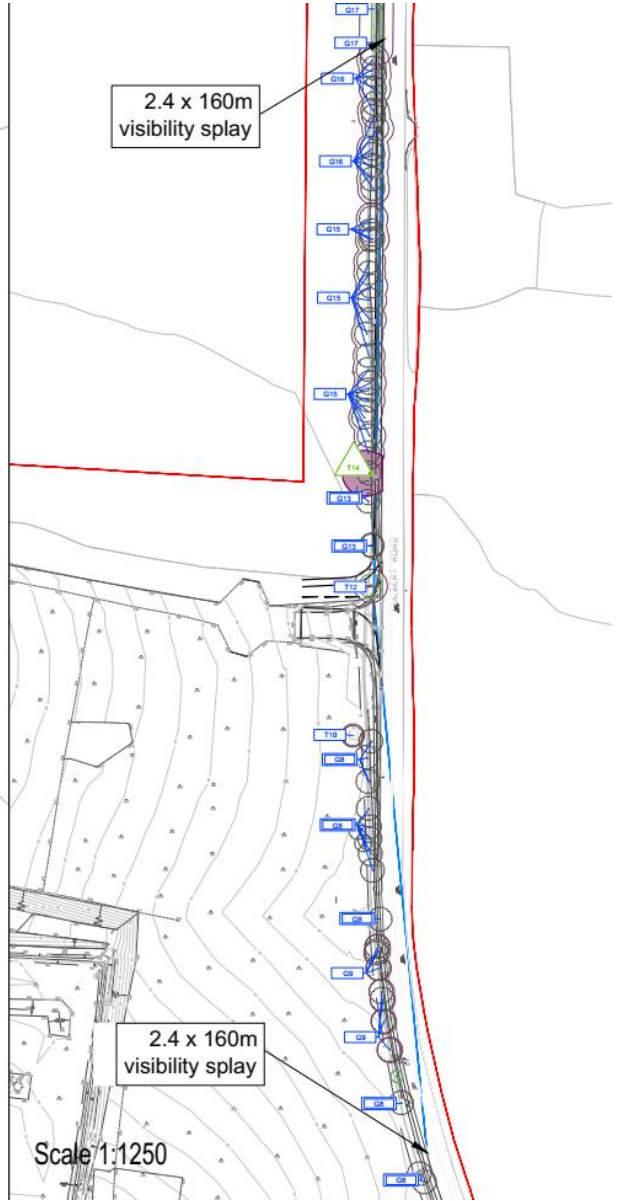 G17
G17
G16
2.4 x 160m
visibility splay
G16
G15
G15
G15
T14
G13
G13
T12
T10
G8
G8
G8
G9
G9
2.4 x 160m
visibility splay
G8
Scale 1:1250
G8